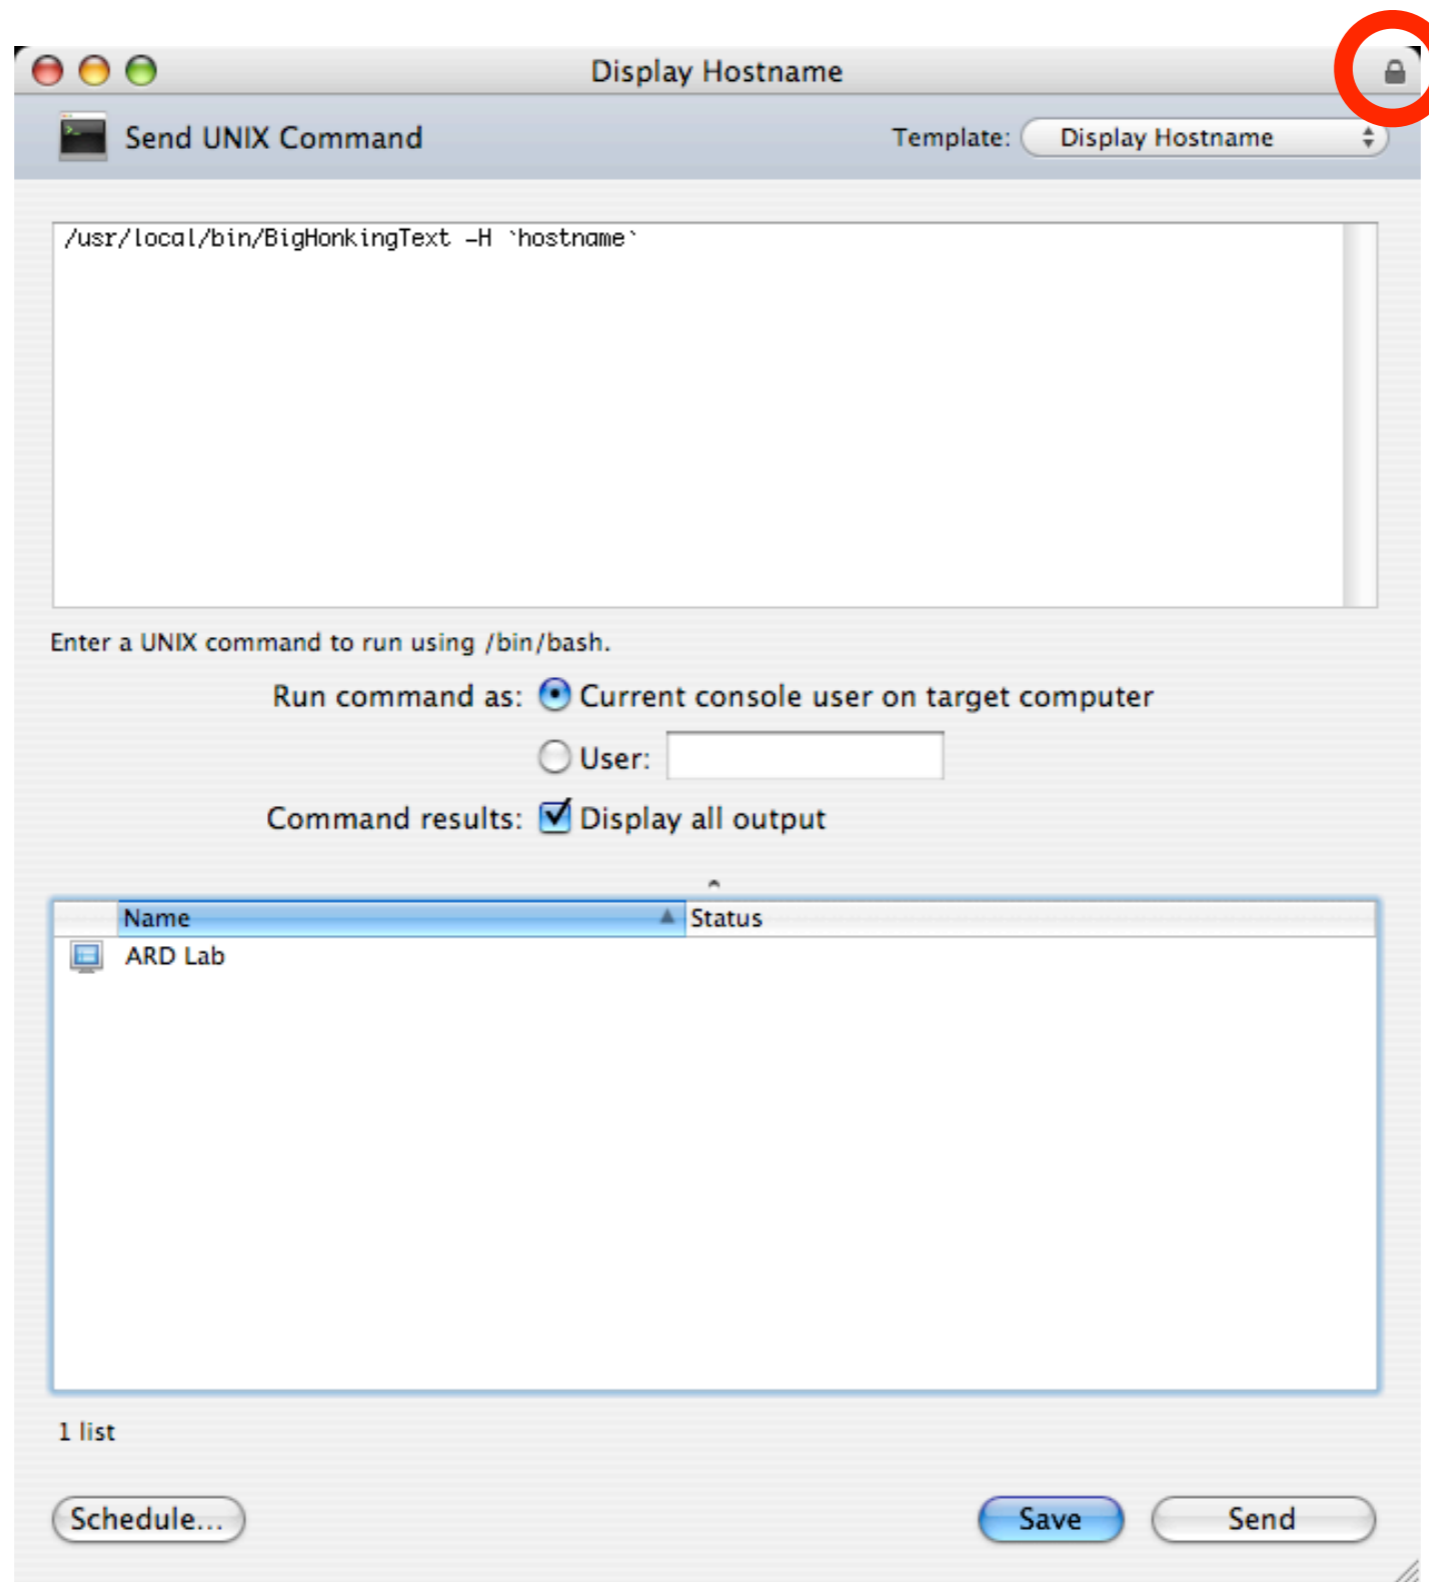 Display Hostname
Send UNIX Command
Template: Display Hostname
/usr/local/bin/BigHonkingText -H `hostname`
Enter a UNIX command to run using /bin/bash.
Run command as: Current console user on target computer
User:
Command results: Display all output
Name Status
ARD Lab
1 list
Schedule... Save Send